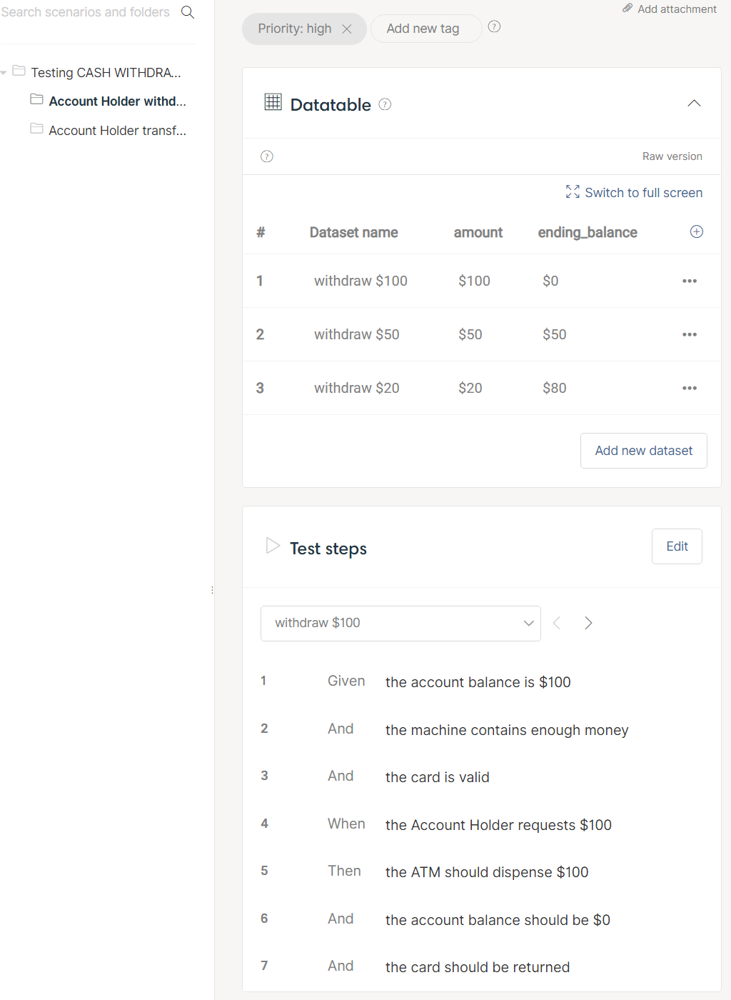 Search scenarios and folders
Testing CASH WITHDRA...
Account Holder withd...
Account Holder transf...
Add attachment
Priority: high
Add new tag
?
Datatable ?
?
Raw version
Switch to full screen
# Dataset name amount ending_balance
1 withdraw $100 $100 $0 •••
2 withdraw $50 $50 $50 •••
3 withdraw $20 $20 $80 •••
Add new dataset
Test steps
Edit
withdraw $100
1 Given the account balance is $100
2 And the machine contains enough money
3 And the card is valid
4 When the Account Holder requests $100
5 Then the ATM should dispense $100
6 And the account balance should be $0
7 And the card should be returned